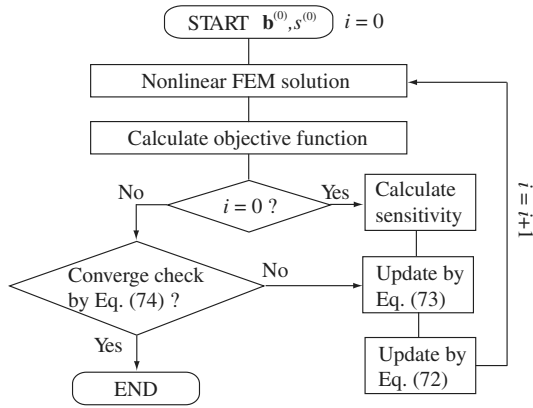 START b(0),s(0) i=0
Nonlinear FEM solution
Calculate objective function
No
i=0 ?
Yes
Calculate
sensitivity
i=i+1
Converge check
by Eq. (74) ?
No
Update by
Eq. (73)
Yes
Update by
Eq. (72)
END